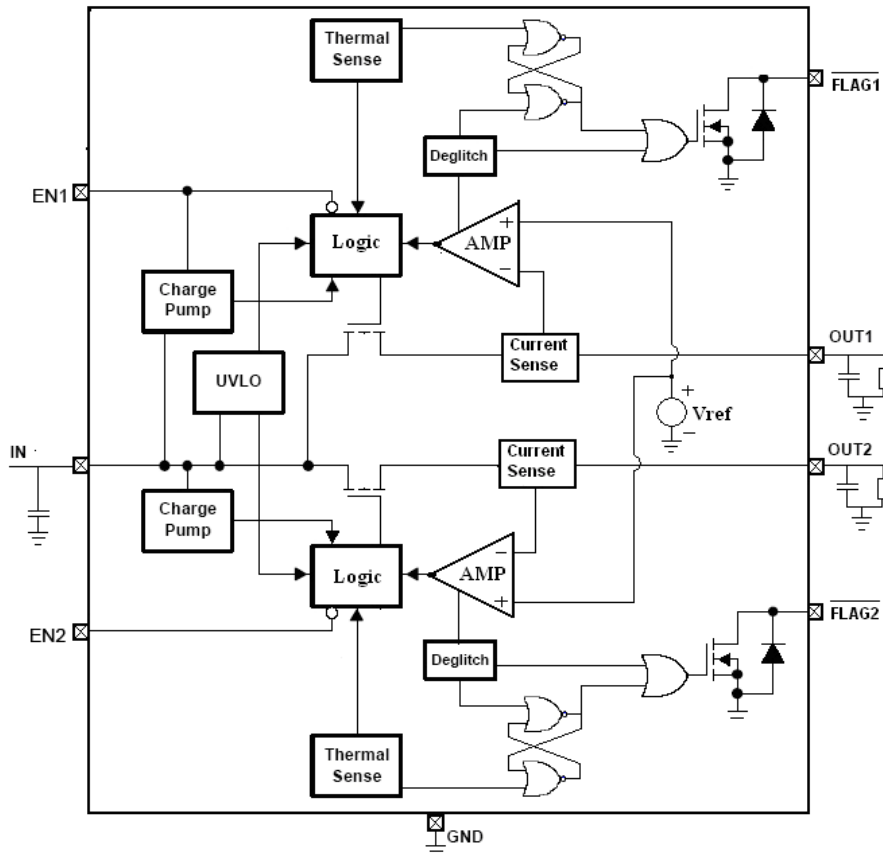 Thermal
Sense
FLAG1
Deglitch
EN1
+
Logic
AMP
−
Charge
Pump
Current
Sense
OUT1
UVLO
+
Vref
−
IN
Current
Sense
OUT2
Charge
Pump
Logic
−
AMP
+
EN2
FLAG2
Deglitch
Thermal
Sense
GND